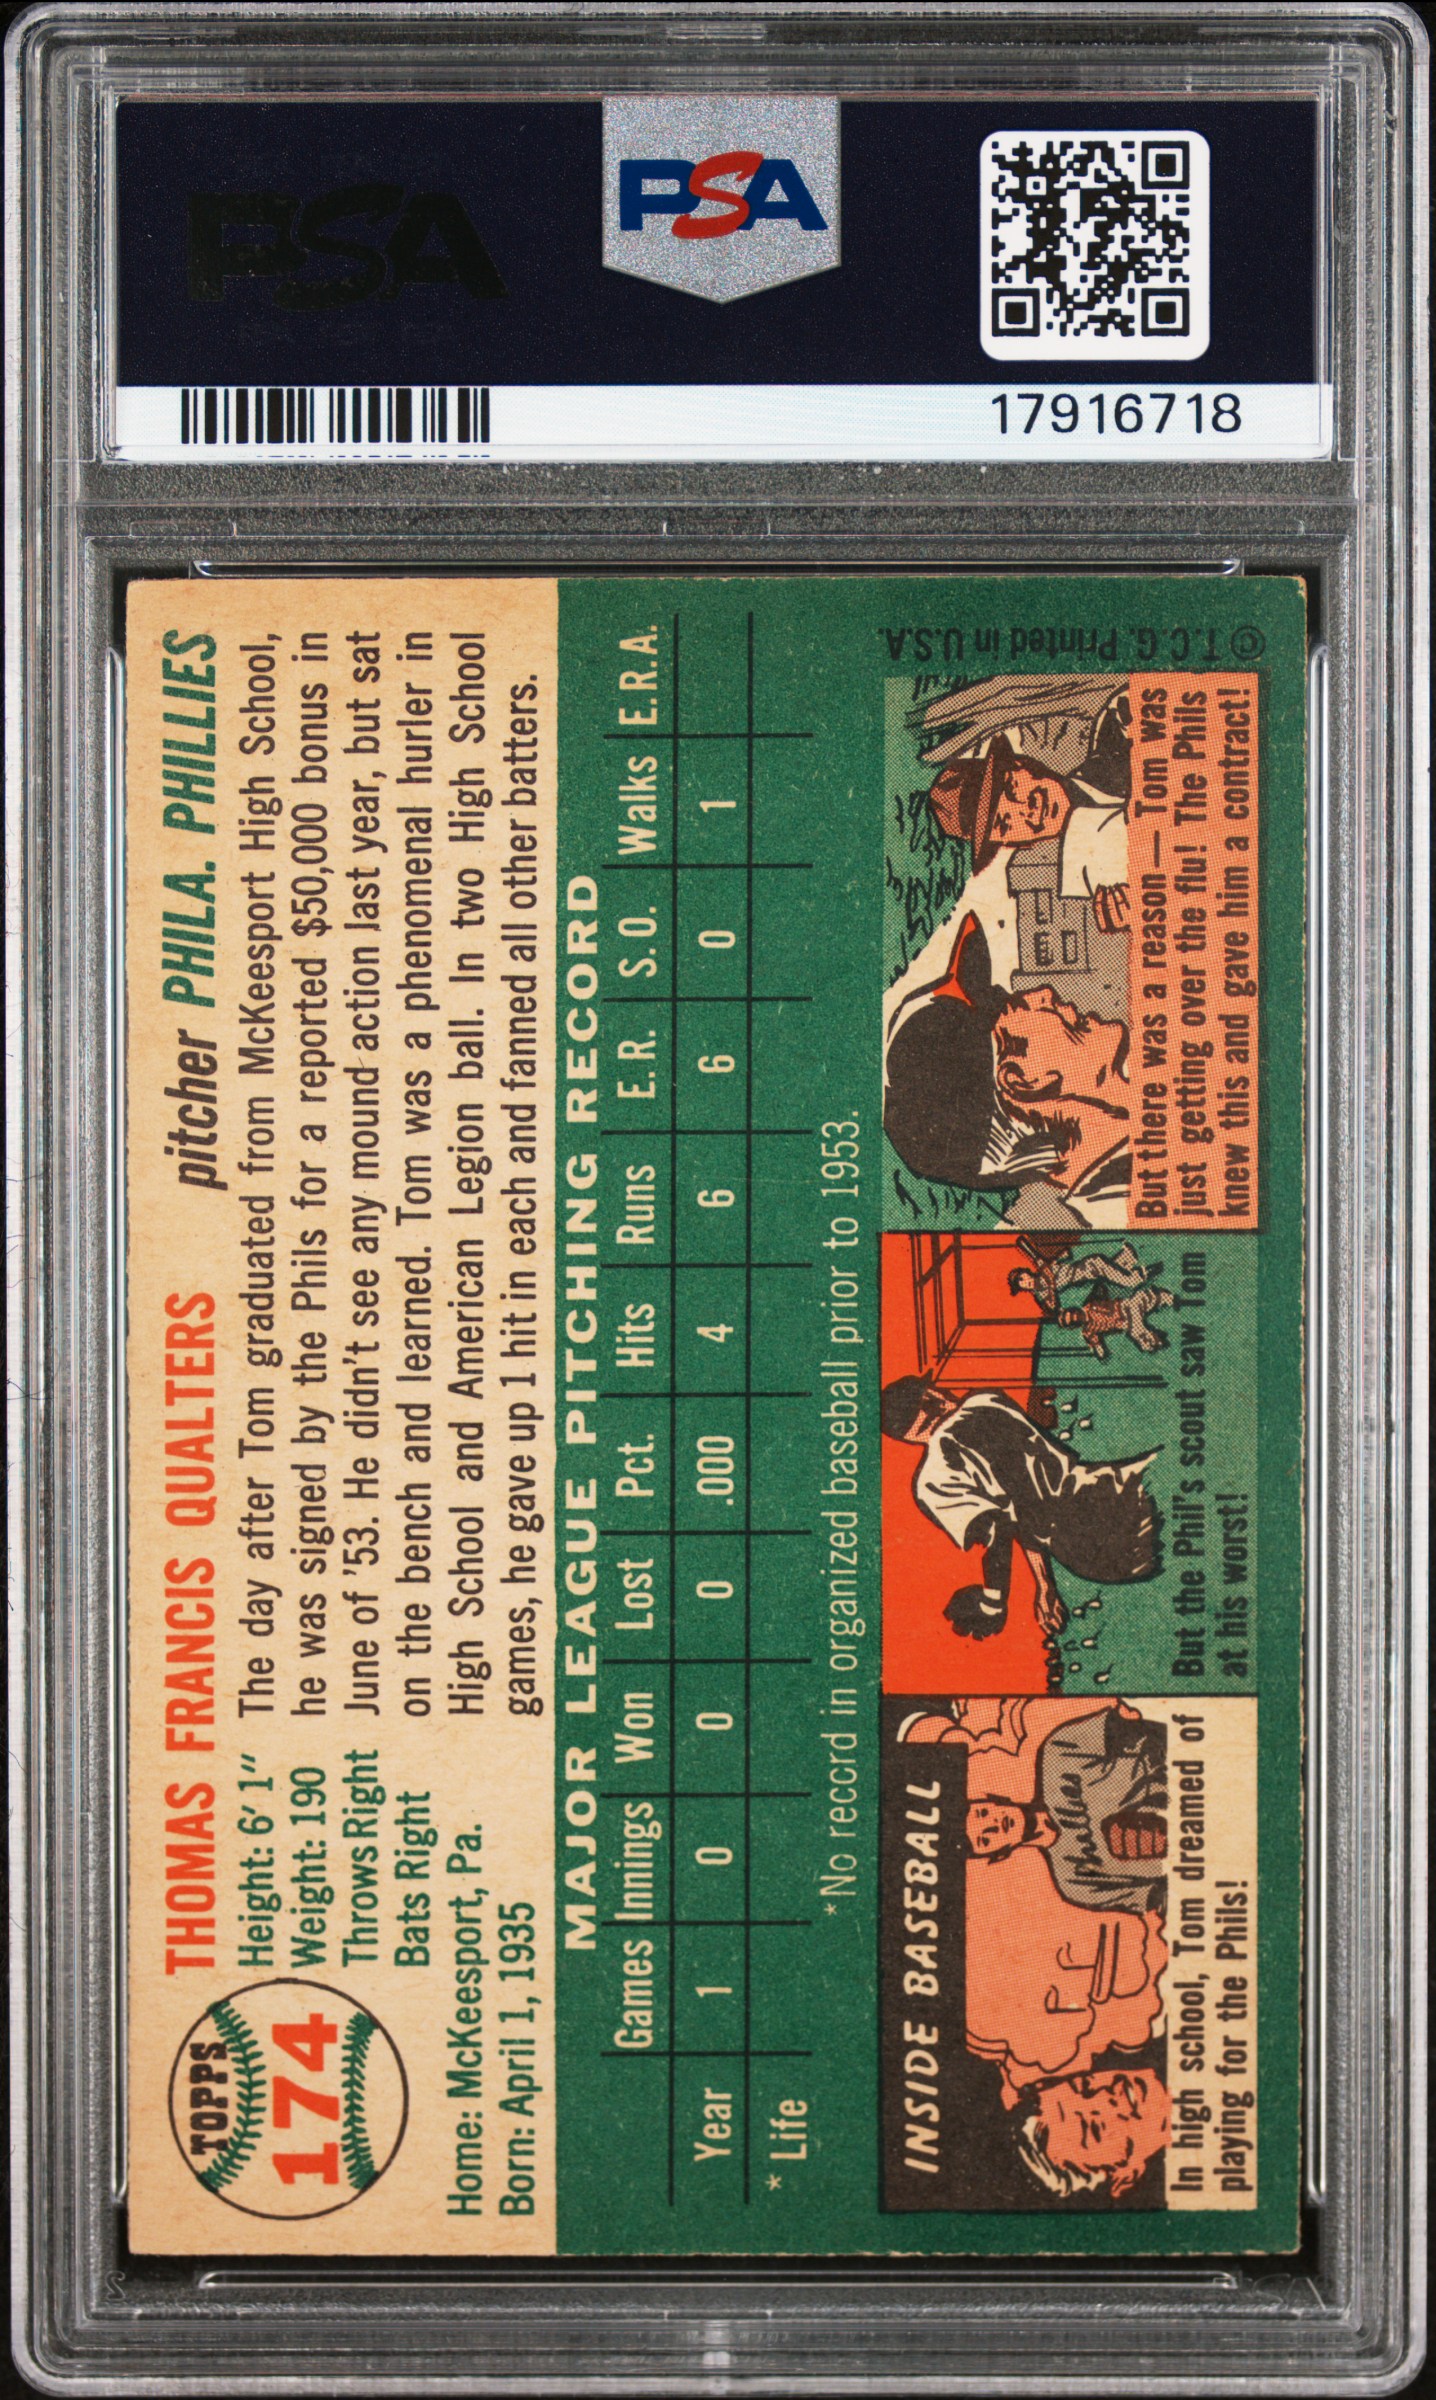 PSA
PSA
17916718
TOPPS
174
THOMAS FRANCIS QUALTERS
pitcher PHILA. PHILLIES
Height: 6' 1"
Weight: 190
Throws Right
Bats Right
Home: McKeesport, Pa.
Born: April 1, 1935
The day after Tom graduated from McKeesport High School,
he was signed by the Phils for a reported $50,000 bonus in
June of '53. He didn't see any mound action last year, but sat
on the bench and learned. Tom was a phenomenal hurler in
High School and American Legion ball. In two High School
games, he gave up 1 hit in each and fanned all other batters.
MAJOR LEAGUE PITCHING RECORD
Games Innings Won Lost Pct. Hits Runs E.R. S.O. Walks E.R.A.
Year 1 0 0 0 .000 4 6 6 0 1
* Life
*No record in organized baseball prior to 1953.
INSIDE BASEBALL
Phillies
In high school, Tom dreamed of
playing for the Phils!
But the Phil's scout saw Tom
at his worst!
But there was a reason — Tom was
just getting over the flu! The Phils
knew this and gave him a contract!
© T.C.G. Printed in U.S.A.